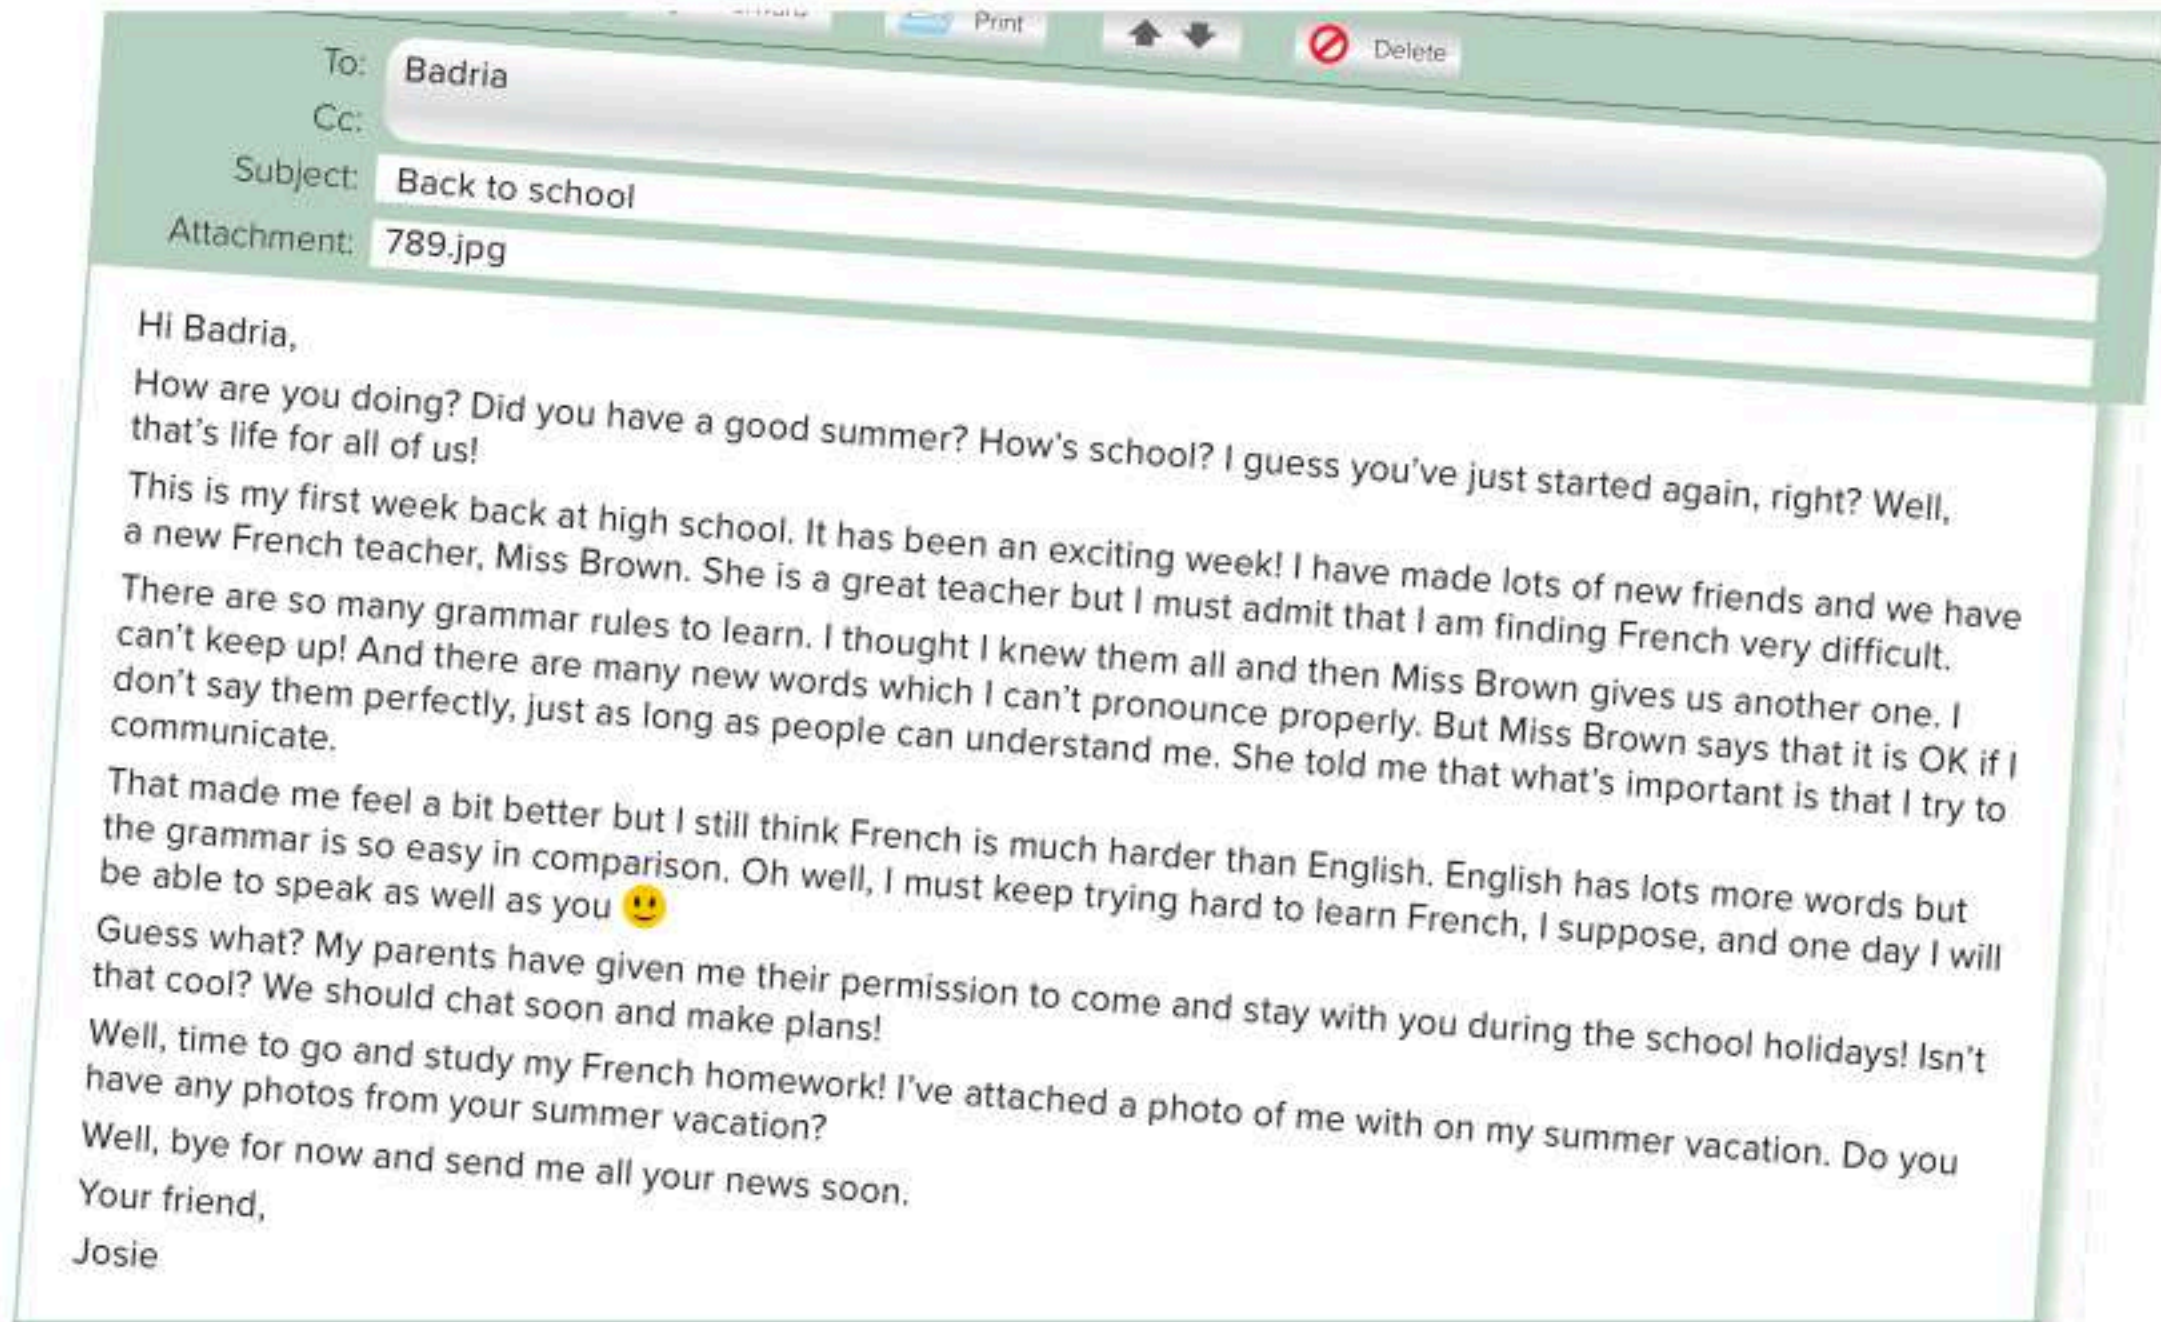 Print
Delete
To: Badria
Cc:
Subject: Back to school
Attachment: 789.jpg
Hi Badria,
How are you doing? Did you have a good summer? How's school? I guess you've just started again, right? Well,
that's life for all of us!
This is my first week back at high school. It has been an exciting week! I have made lots of new friends and we have
a new French teacher, Miss Brown. She is a great teacher but I must admit that I am finding French very difficult.
There are so many grammar rules to learn. I thought I knew them all and then Miss Brown gives us another one. I
can't keep up! And there are many new words which I can't pronounce properly. But Miss Brown says that it is OK if I
don't say them perfectly, just as long as people can understand me. She told me that what's important is that I try to
communicate.
That made me feel a bit better but I still think French is much harder than English. English has lots more words but
the grammar is so easy in comparison. Oh well, I must keep trying hard to learn French, I suppose, and one day I will
be able to speak as well as you
Guess what? My parents have given me their permission to come and stay with you during the school holidays! Isn't
that cool? We should chat soon and make plans!
Well, time to go and study my French homework! I've attached a photo of me with on my summer vacation. Do you
have any photos from your summer vacation?
Well, bye for now and send me all your news soon.
Your friend,
Josie